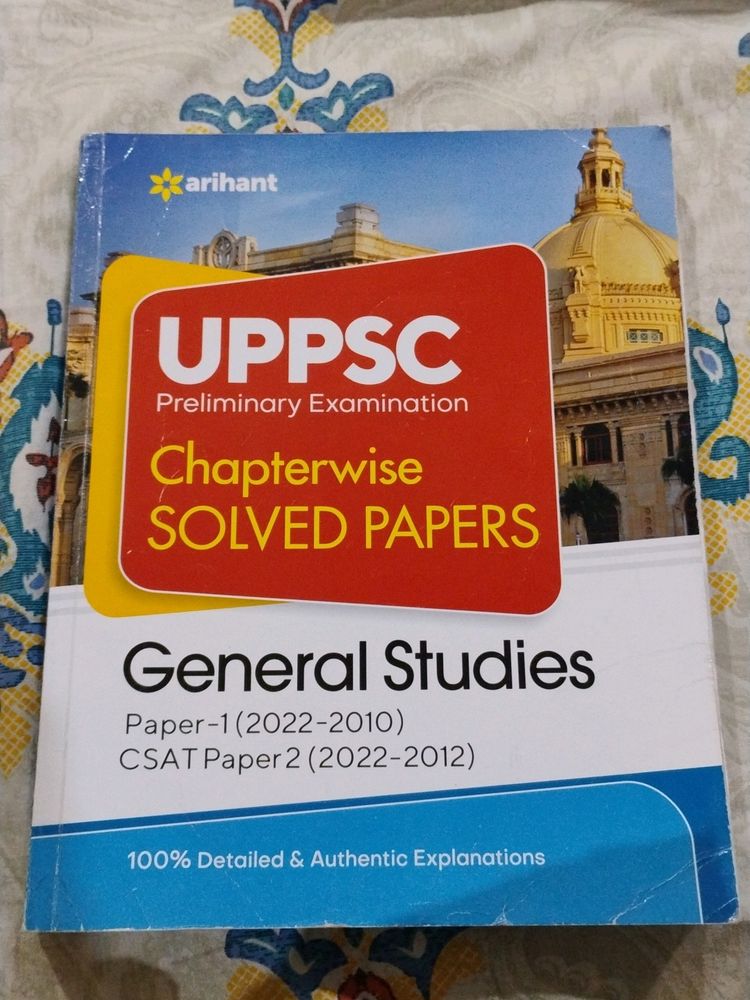 arihant
UPPSC
Preliminary Examination
Chapterwise
SOLVED PAPERS
General Studies
Paper-1 (2022-2010)
CSAT Paper 2 (2022-2012)
100% Detailed & Authentic Explanations